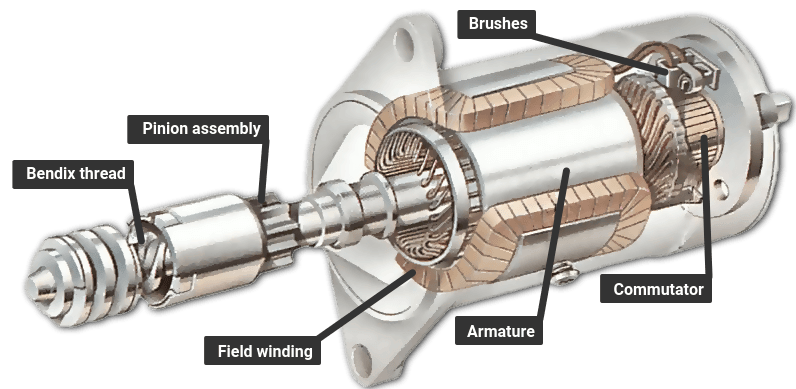 Brushes
Pinion assembly
Bendix thread
Commutator
Armature
Field winding